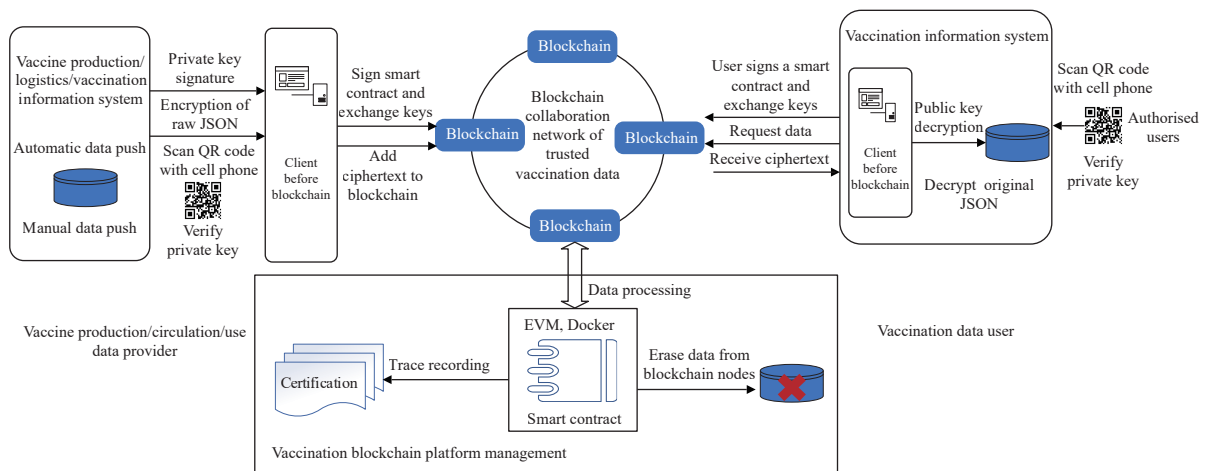 Vaccine production/
logistics/vaccination
information system
Automatic data push
Manual data push
Private key
signature
Encryption of
raw JSON
Scan QR code
with cell phone
Verify
private key
Client
before
blockchain
Sign smart
contract and
exchange keys
Add
ciphertext to
blockchain
Blockchain
Blockchain
Blockchain
collaboration
network of
trusted
vaccination data
Blockchain
Blockchain
User signs a smart
contract and
exchange keys
Request data
Receive ciphertext
Vaccination information system
Client
before
blockchain
Public key
decryption
Decrypt original
JSON
Scan QR code
with cell phone
Authorised
users
Verify
private key
Data processing
Vaccine production/circulation/use
data provider
EVM, Docker
Smart contract
Trace recording
Certification
Erase data from
blockchain nodes
Vaccination data user
Vaccination blockchain platform management